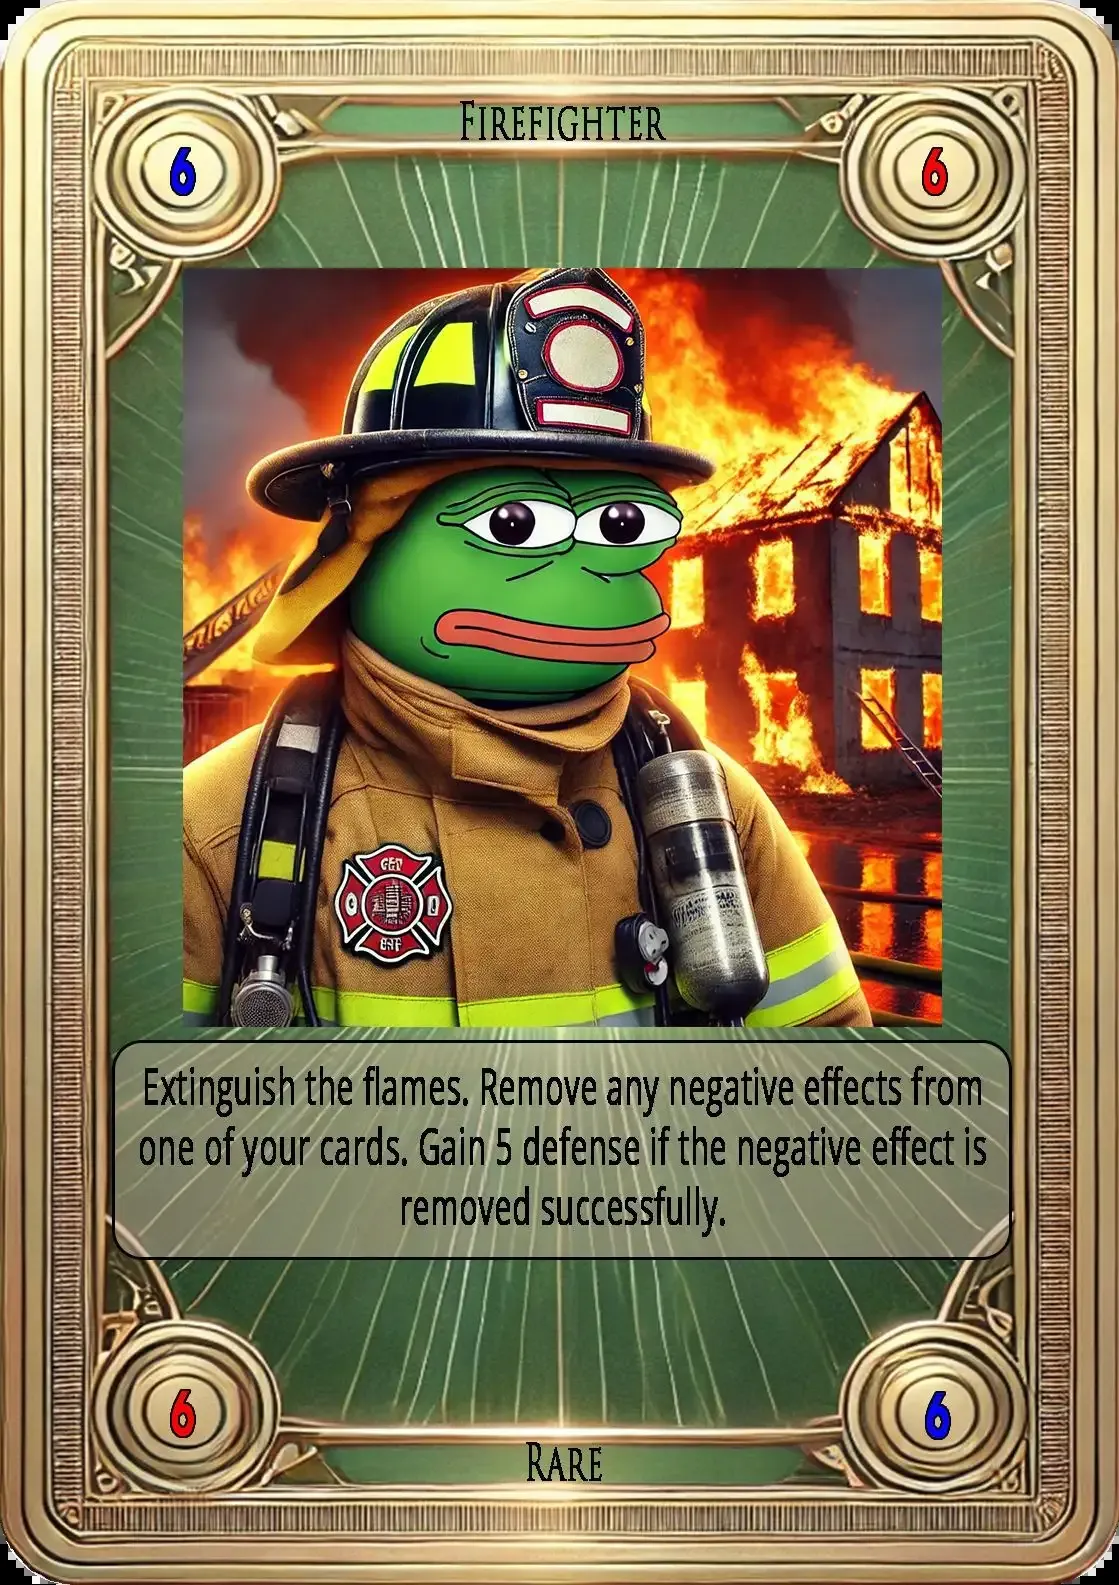 Firefighter
6 6
Extinguish the flames. Remove any negative effects from
one of your cards. Gain 5 defense if the negative effect is
removed successfully.
6 6
Rare